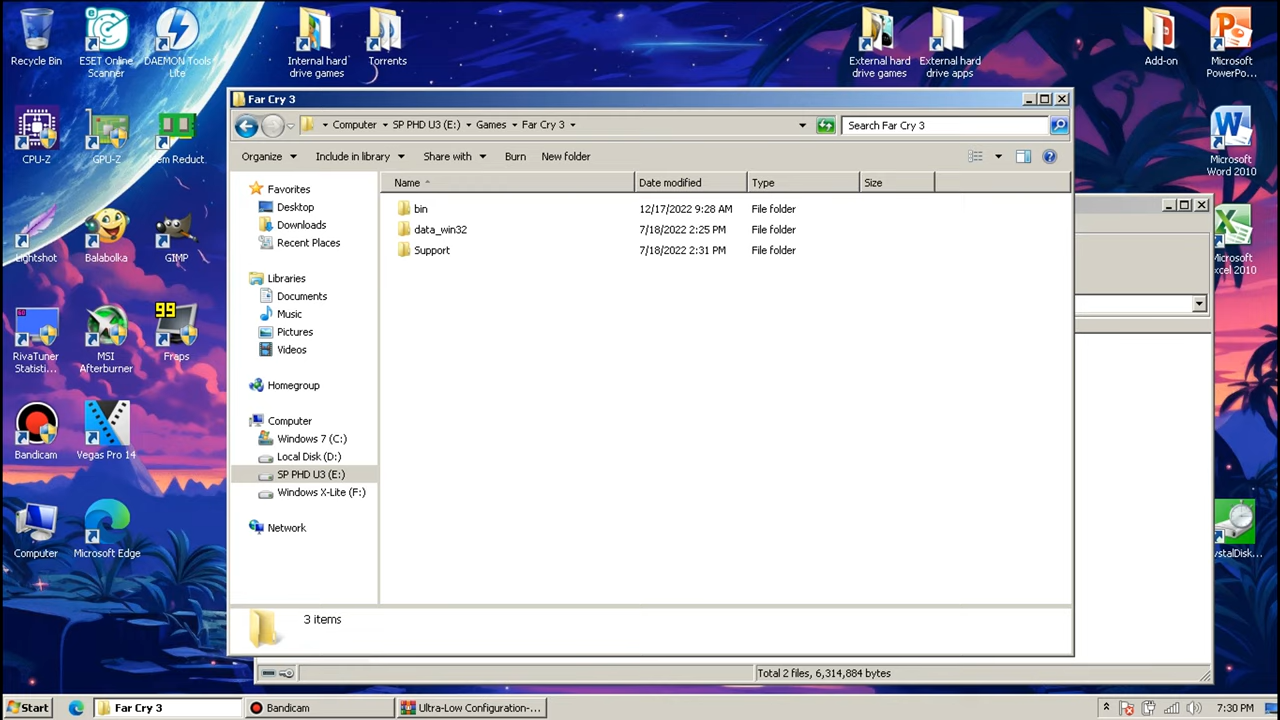 Recycle Bin
ESET Online
Scanner
DAEMON Tools
Lite
Internal hard
drive games
Torrents
External hard
drive games
External hard
drive apps
Add-on
Microsoft
PowerPo...
CPU-Z
GPU-Z
Mem Reduct
Microsoft
Word 2010
Lightshot
Balabolka
GIMP
Microsoft
Excel 2010
60
RivaTuner
Statisti...
MSI
Afterburner
99
Fraps
Bandicam
Vegas Pro 14
Computer
Microsoft Edge
Far Cry 3
Computer SP PHD U3 (E:) Games Far Cry 3
Search Far Cry 3
Organize Include in library Share with Burn New folder
Name Date modified Type Size
bin 12/17/2022 9:28 AM File folder
data_win32 7/18/2022 2:25 PM File folder
Support 7/18/2022 2:31 PM File folder
Favorites
Desktop
Downloads
Recent Places
Libraries
Documents
Music
Pictures
Videos
Homegroup
Computer
Windows 7 (C:)
Local Disk (D:)
SP PHD U3 (E:)
Windows X-Lite (F:)
Network
3 items
Total 2 files, 6,314,884 bytes
Start Far Cry 3 Bandicam Ultra-Low Configuration-... 7:30 PM